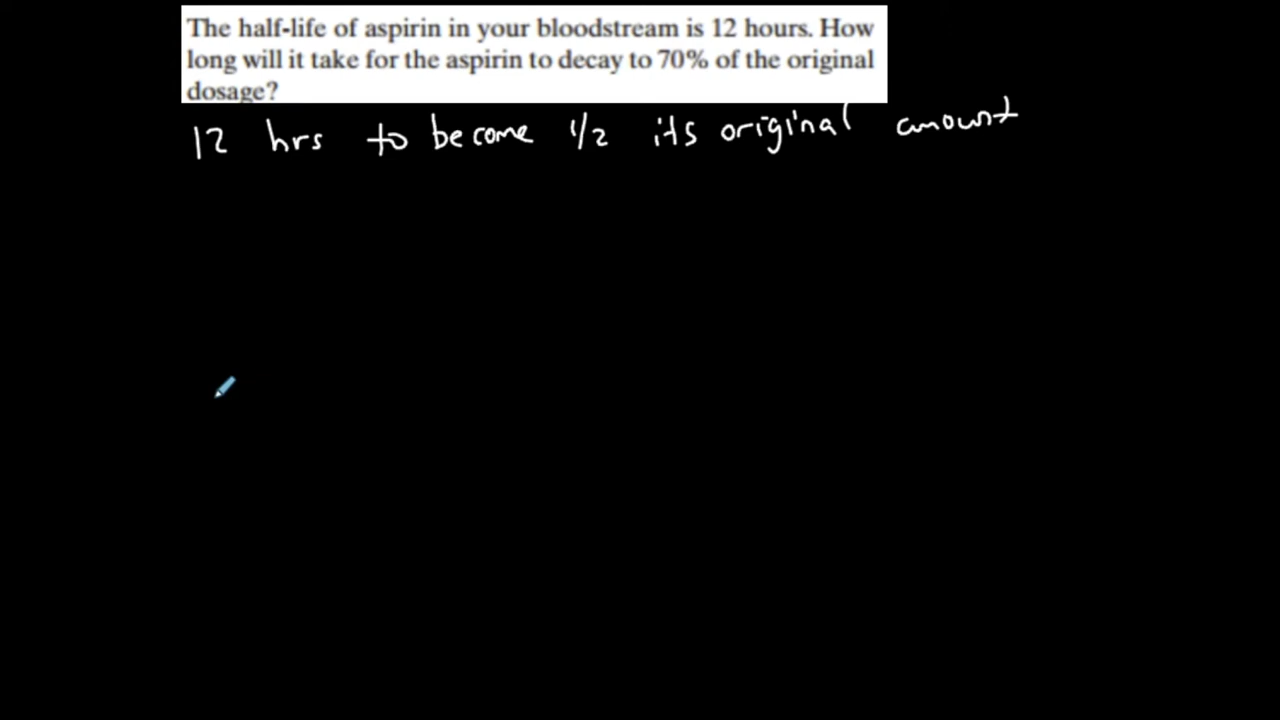 The half-life of aspirin in your bloodstream is 12 hours. How
long will it take for the aspirin to decay to 70% of the original
dosage?
12 hrs to become 1/2 its original amount